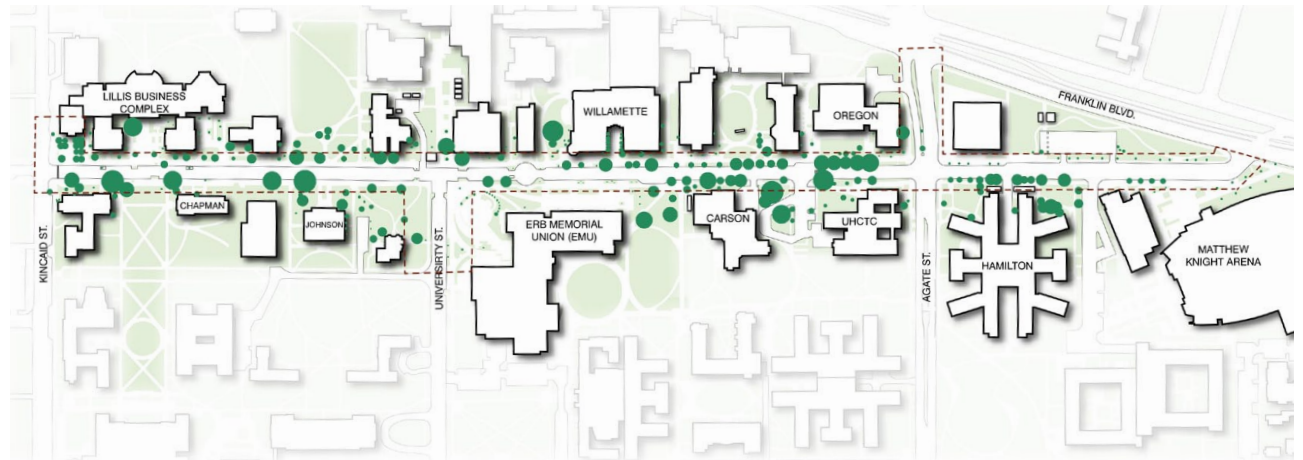 LILLIS BUSINESS
COMPLEX
WILLAMETTE
OREGON
FRANKLIN BLVD.
CHAPMAN
JOHNSON
ERB MEMORIAL
UNION (EMU)
CARSON
UHCTC
HAMILTON
MATTHEW
KNIGHT ARENA
KINCAID ST.
UNIVERSIRTY ST.
AGATE ST.